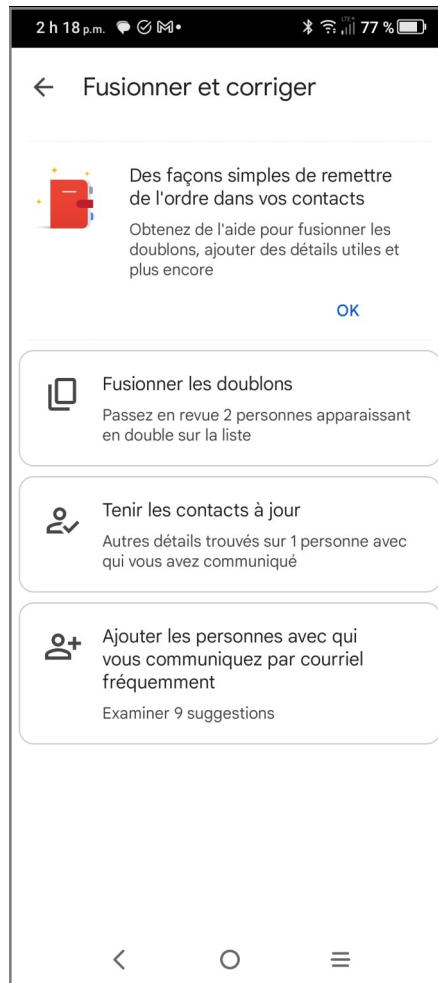 2 h 18 p.m.
LTE+ 77 %
Fusionner et corriger
Des façons simples de remettre
de l'ordre dans vos contacts
Obtenez de l'aide pour fusionner les
doublons, ajouter des détails utiles et
plus encore
OK
Fusionner les doublons
Passez en revue 2 personnes apparaissant
en double sur la liste
Tenir les contacts à jour
Autres détails trouvés sur 1 personne avec
qui vous avez communiqué
Ajouter les personnes avec qui
vous communiquez par courriel
fréquemment
Examiner 9 suggestions